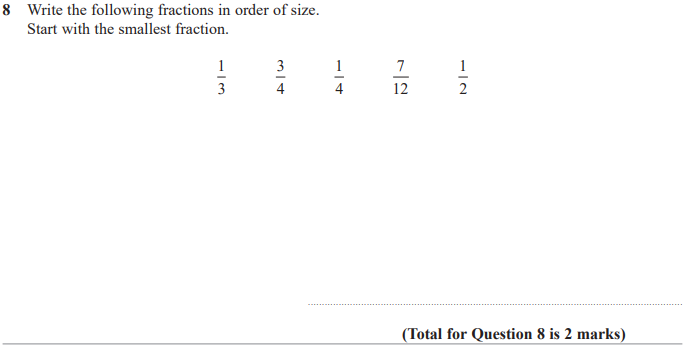 8 Write the following fractions in order of size.
Start with the smallest fraction.
1/3 3/4 1/4 7/12 1/2
(Total for Question 8 is 2 marks)